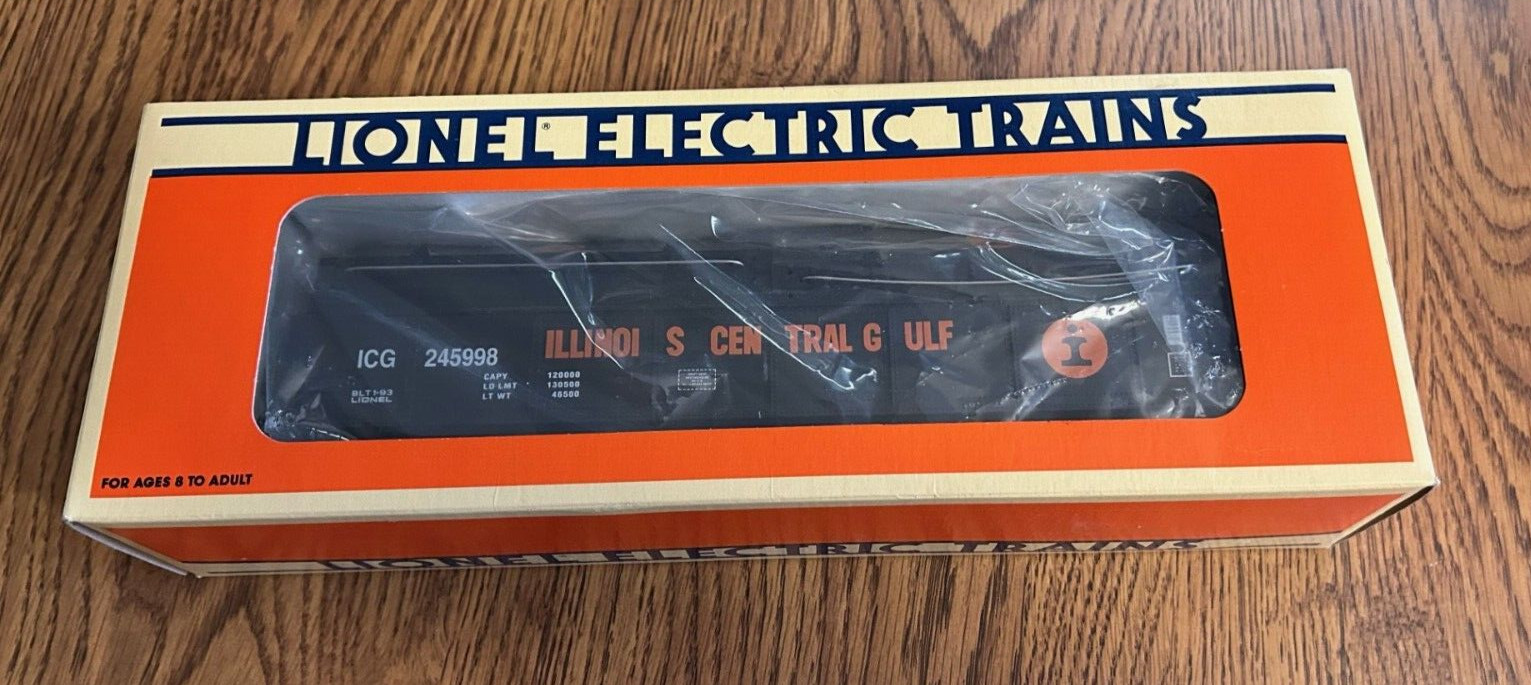 LIONEL® ELECTRIC TRAINS
ILLINOI S CEN TRAL G ULF
i
ICG 245998
CAPY 120000
LD LMT 130500
LT WT 46500
BLT 1-93
LIONEL
FOR AGES 8 TO ADULT
LIONEL ELECTRIC TRAINS